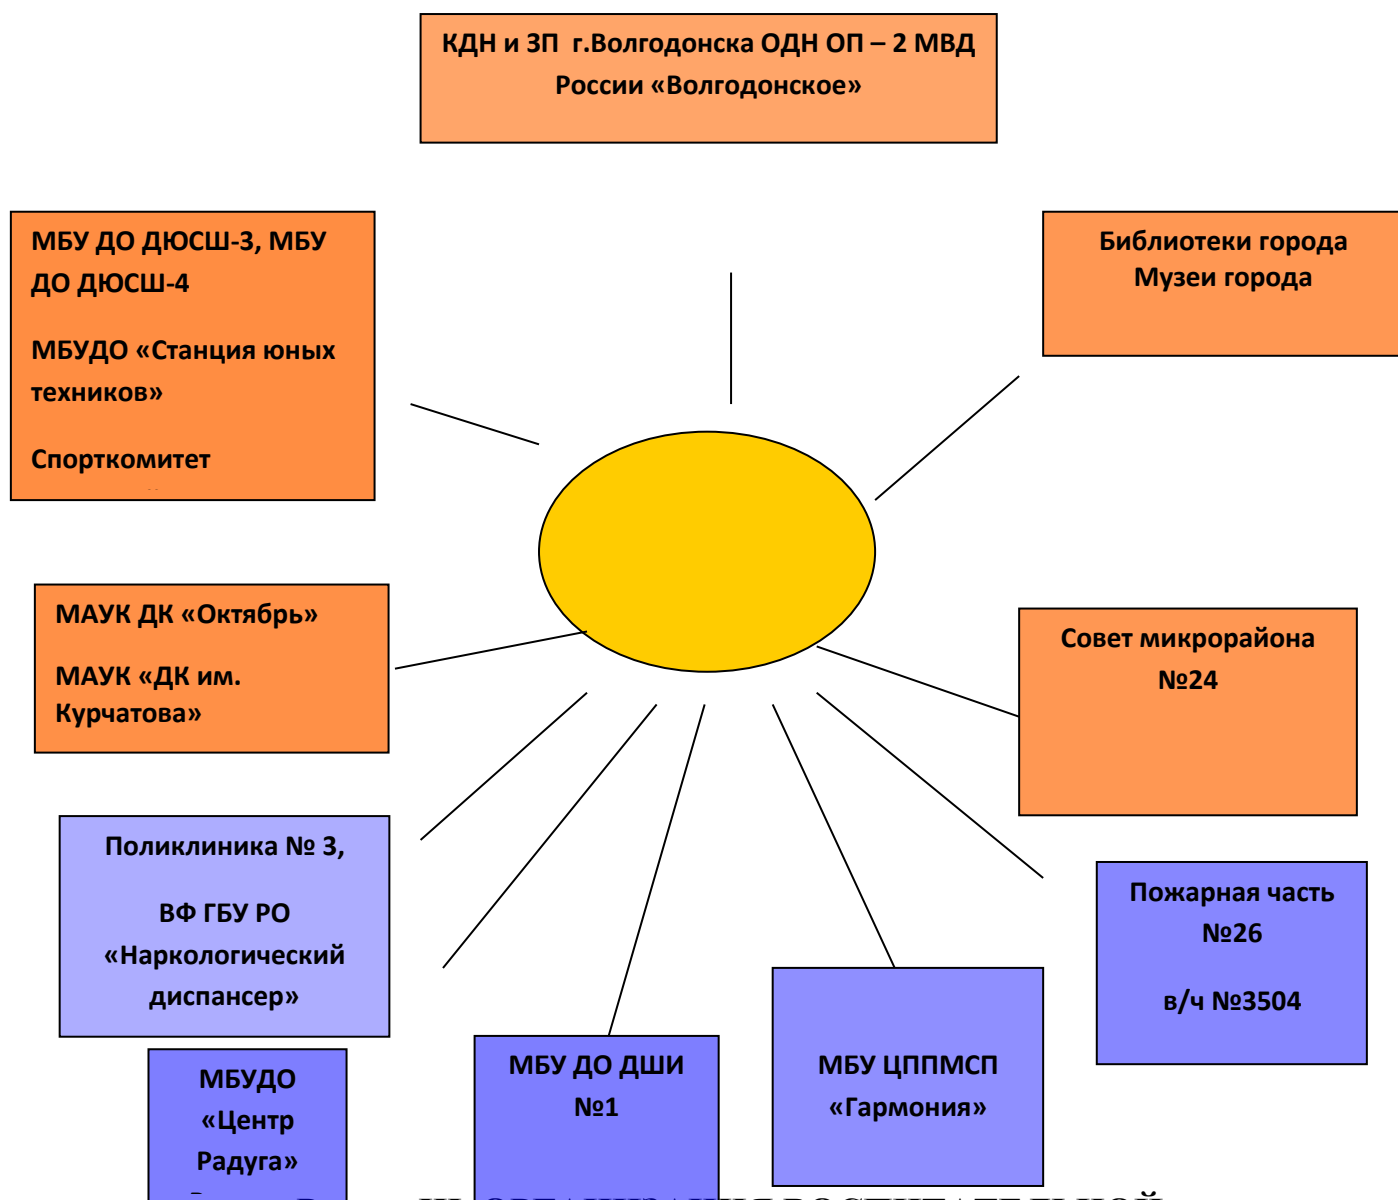 КДН и ЗП г.Волгодонска ОДН ОП – 2 МВД
России «Волгодонское»
МБУ ДО ДЮСШ-3, МБУ
ДО ДЮСШ-4
МБУДО «Станция юных
техников»
Спорткомитет
Библиотеки города
Музеи города
МАУК ДК «Октябрь»
МАУК «ДК им.
Курчатова»
Совет микрорайона
№24
Поликлиника № 3,
ВФ ГБУ РО
«Наркологический
диспансер»
Пожарная часть
№26
в/ч №3504
МБУДО
«Центр
Радуга»
МБУ ДО ДШИ
№1
МБУ ЦППМСП
«Гармония»
ОРГАНИЗАЦИЯ ВОСПИТАТЕЛЬНОЙ